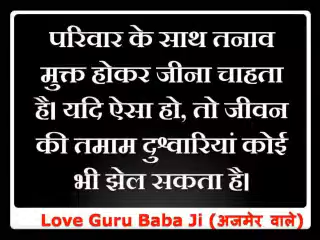 परिवार के साथ तनाव
मुक्त होकर जीना चाहता
है। यदि ऐसा हो, तो जीवन
की तमाम दुश्वारियां कोई
भी झेल सकता है।
Love Guru Baba Ji (अजमेर वाले)